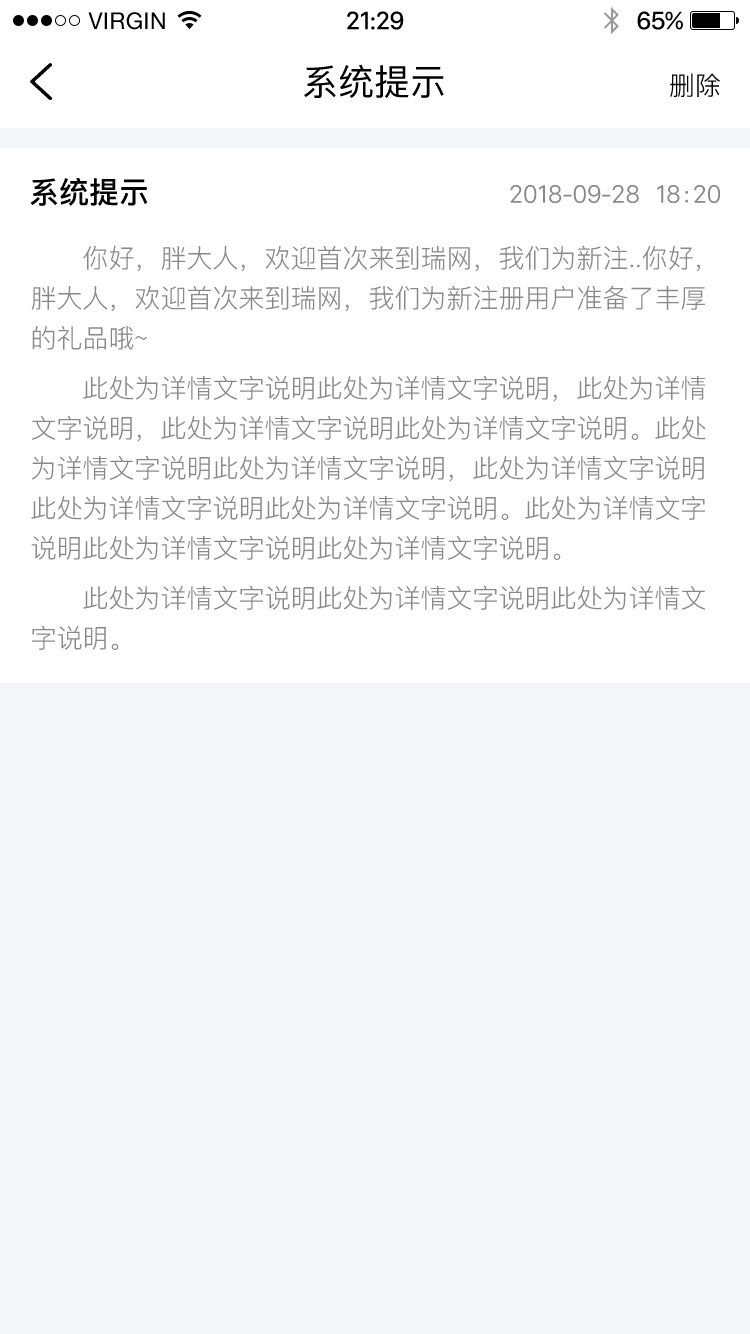 VIRGIN 21:29 65%
系统提示 删除
系统提示 2018-09-28 18:20
你好，胖大人，欢迎首次来到瑞网，我们为新注..你好，
胖大人，欢迎首次来到瑞网，我们为新注册用户准备了丰厚
的礼品哦~
此处为详情文字说明此处为详情文字说明，此处为详情
文字说明，此处为详情文字说明此处为详情文字说明。此处
为详情文字说明此处为详情文字说明，此处为详情文字说明
此处为详情文字说明此处为详情文字说明。此处为详情文字
说明此处为详情文字说明此处为详情文字说明。
此处为详情文字说明此处为详情文字说明此处为详情文
字说明。